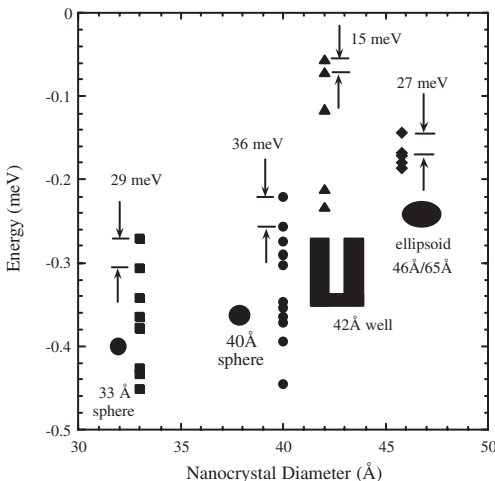 0
-0.1
-0.2
-0.3
-0.4
-0.5
Energy (meV)
15 meV
27 meV
36 meV
29 meV
ellipsoid
46Å/65Å
42Å well
40Å
sphere
33 Å
sphere
30
35
40
45
50
Nanocrystal Diameter (Å)